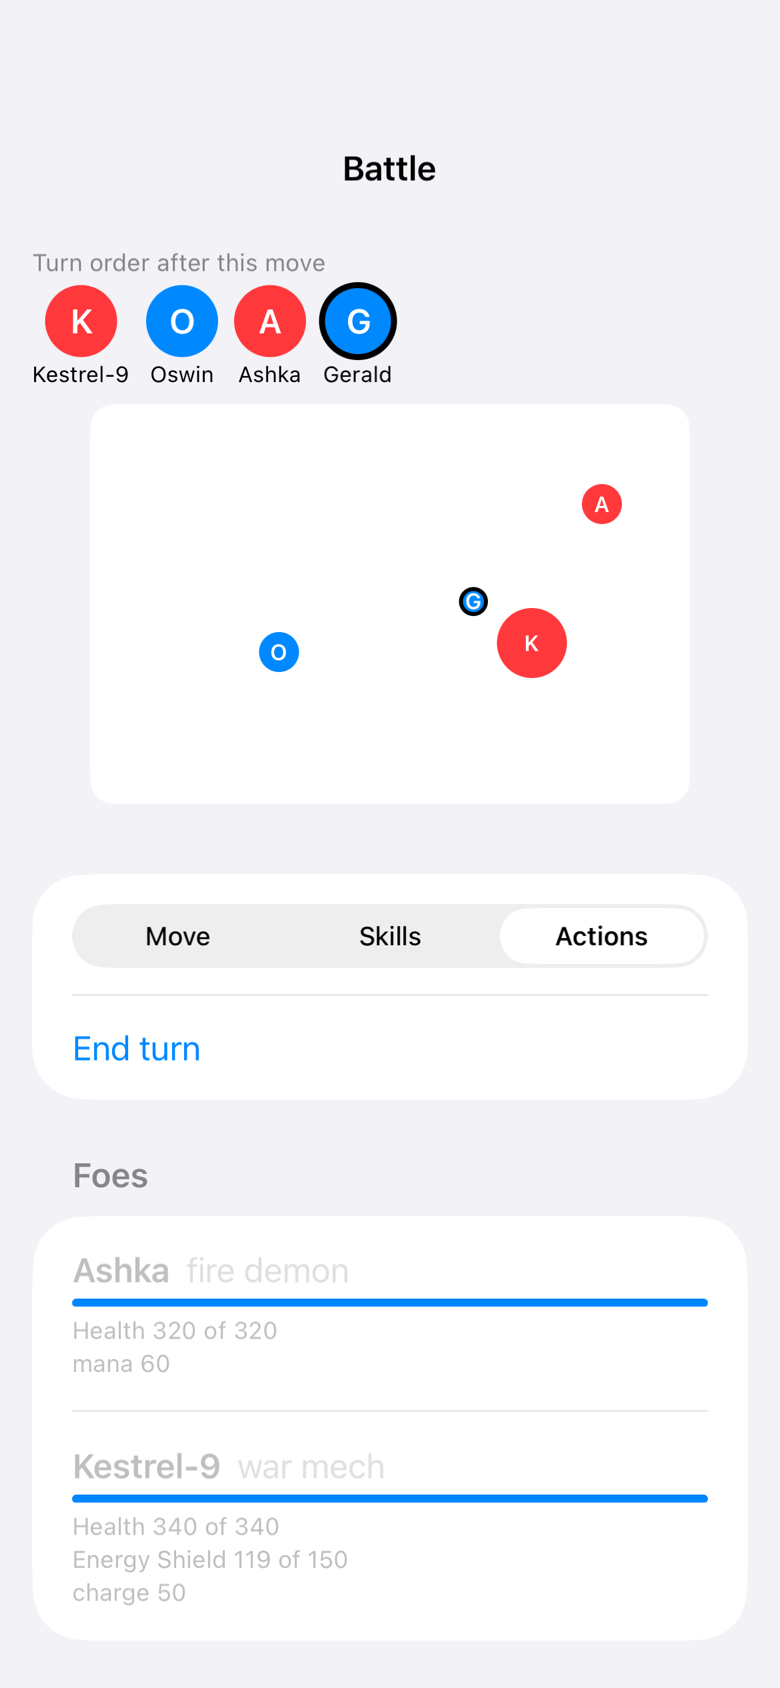 Battle
Turn order after this move
K O A G
Kestrel-9 Oswin Ashka Gerald
A
G
K
O
Move Skills Actions
End turn
Foes
Ashka fire demon
Health 320 of 320
mana 60
Kestrel-9 war mech
Health 340 of 340
Energy Shield 119 of 150
charge 50